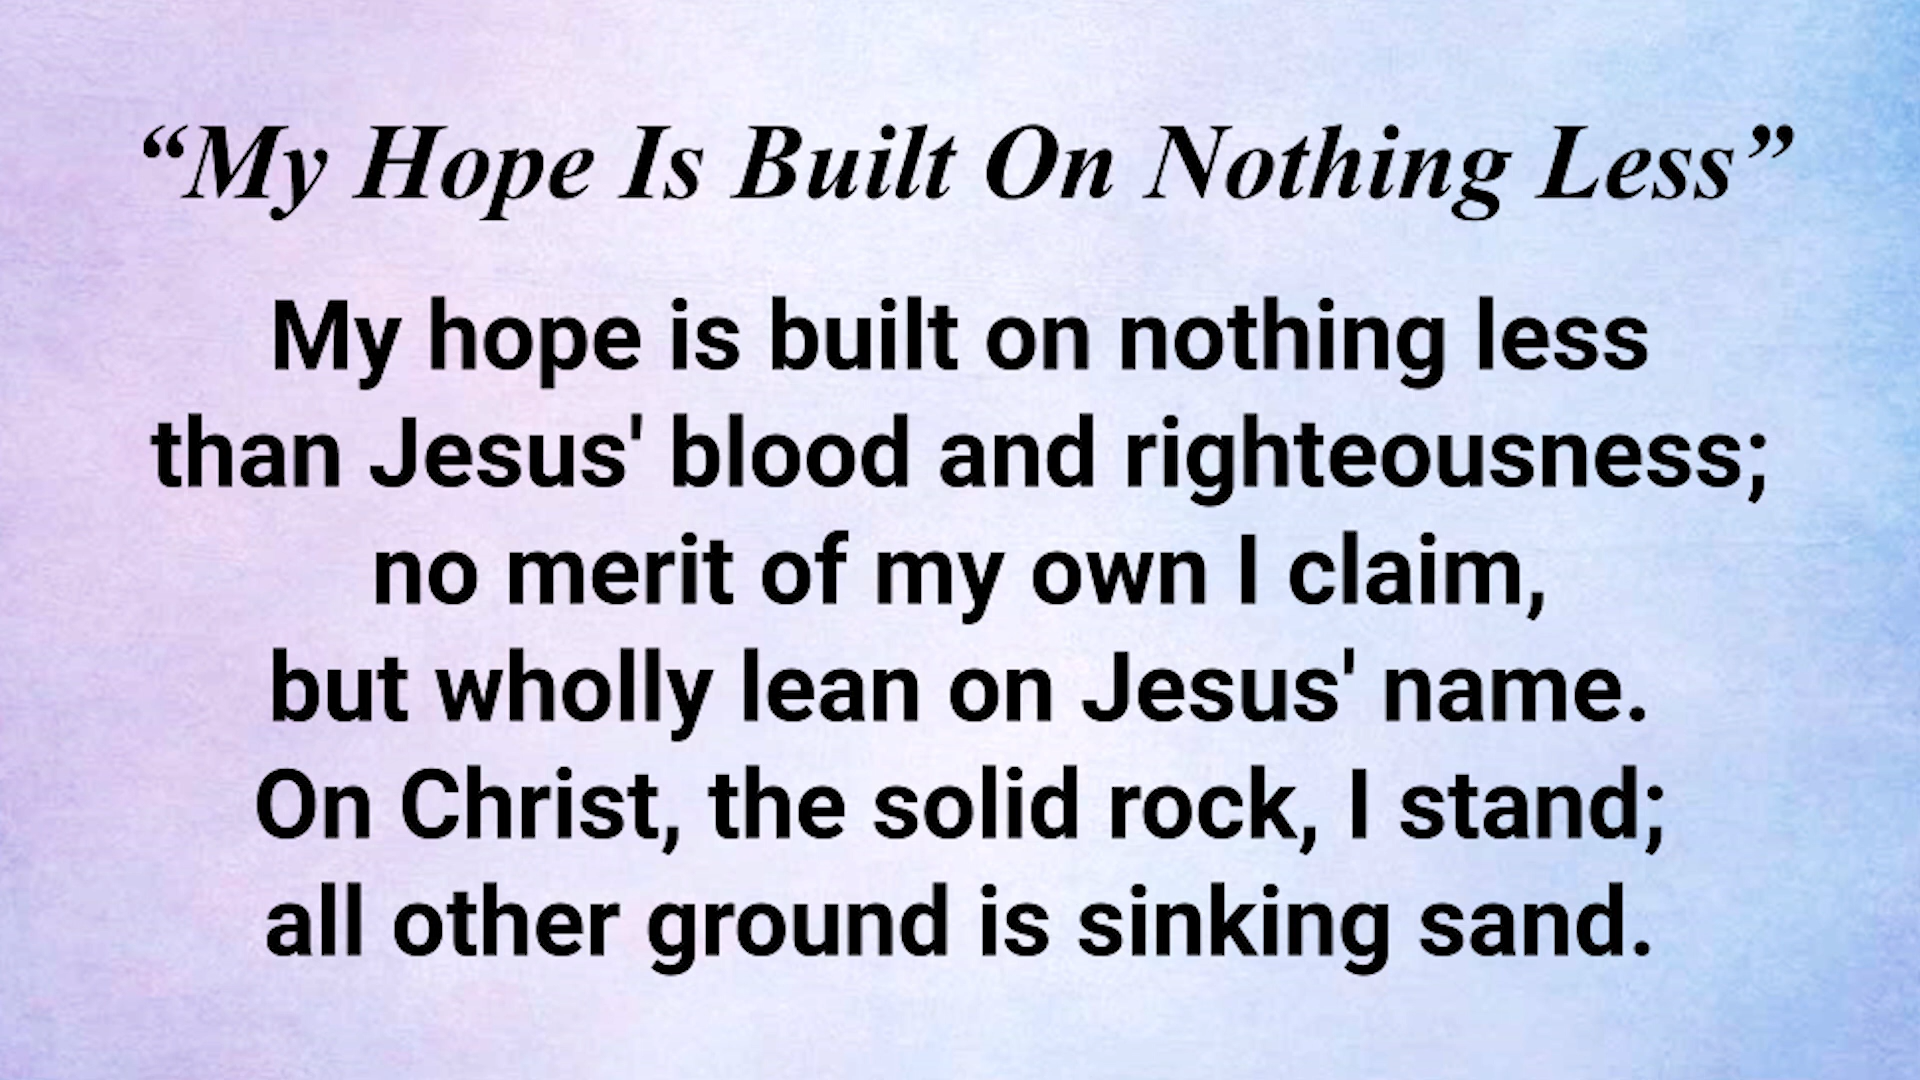 “My Hope Is Built On Nothing Less”
My hope is built on nothing less
than Jesus' blood and righteousness;
no merit of my own I claim,
but wholly lean on Jesus' name.
On Christ, the solid rock, I stand;
all other ground is sinking sand.